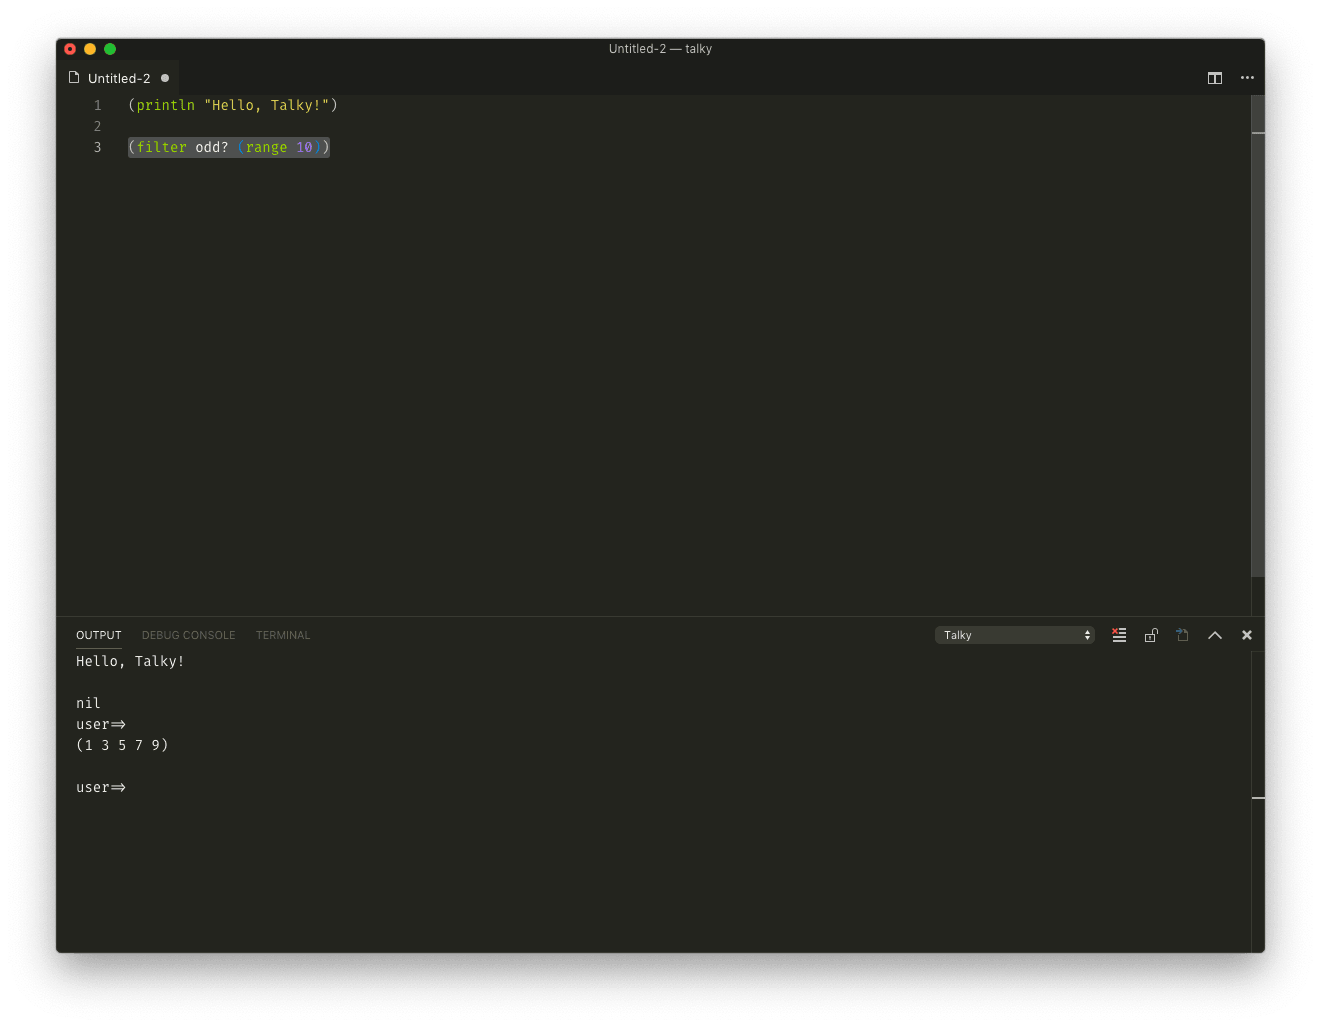 Untitled-2 — talky
Untitled-2
1 (println "Hello, Talky!")
2
3 (filter odd? (range 10))
OUTPUT DEBUG CONSOLE TERMINAL Talky
Hello, Talky!
nil
user=>
(1 3 5 7 9)
user=>